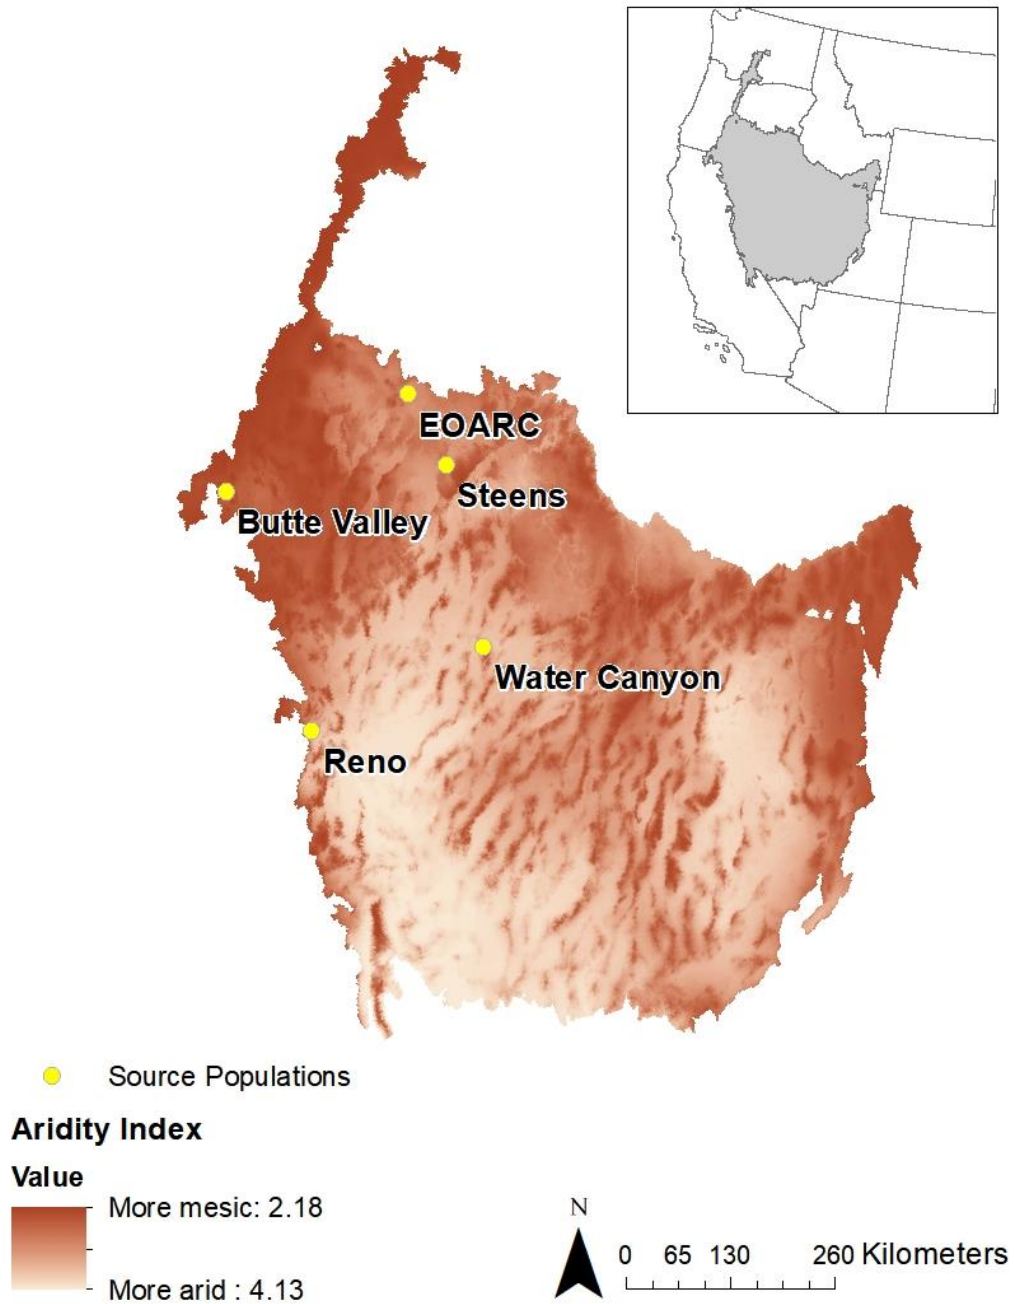 EOARC
Steens
Butte Valley
Water Canyon
Reno
Source Populations
Aridity Index
Value
More mesic: 2.18
More arid : 4.13
N
0 65 130 260 Kilometers